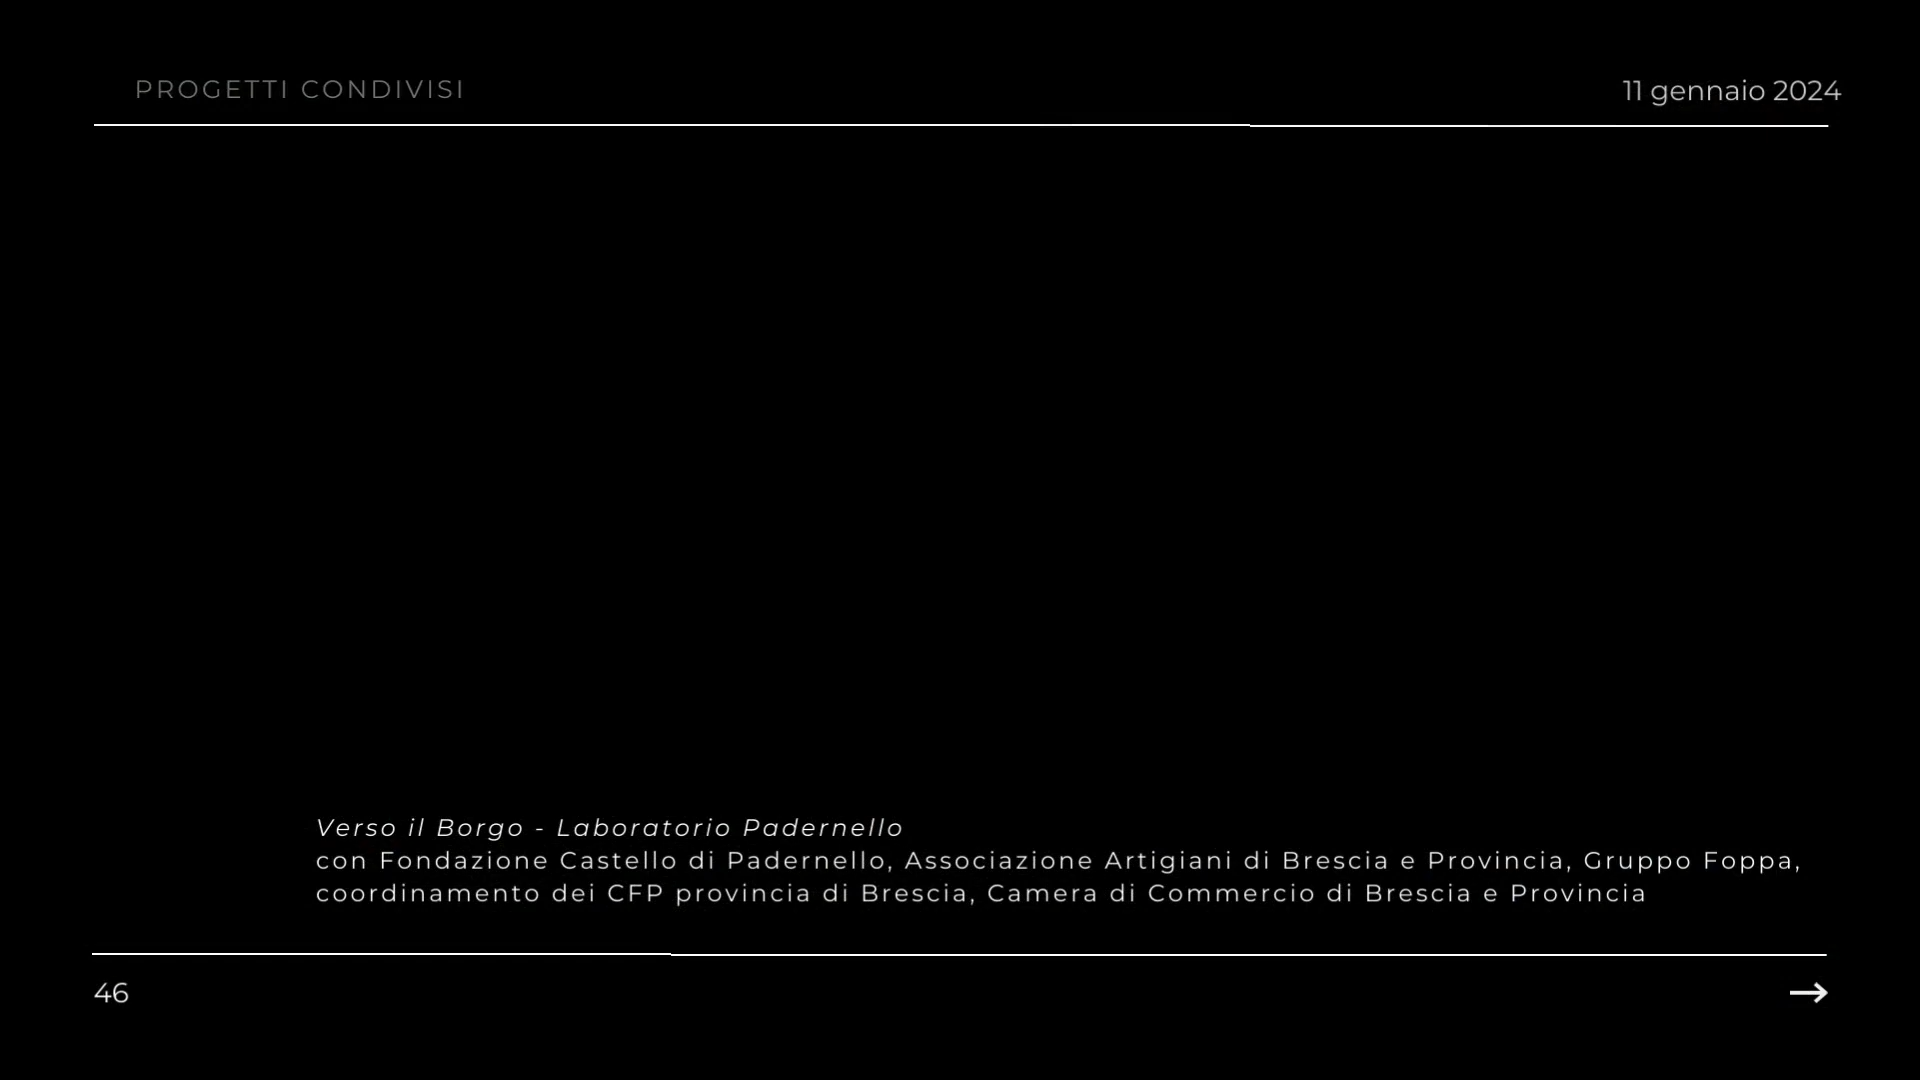 PROGETTI CONDIVISI
11 gennaio 2024
Verso il Borgo - Laboratorio Padernello
con Fondazione Castello di Padernello, Associazione Artigiani di Brescia e Provincia, Gruppo Foppa,
coordinamento dei CFP provincia di Brescia, Camera di Commercio di Brescia e Provincia
46